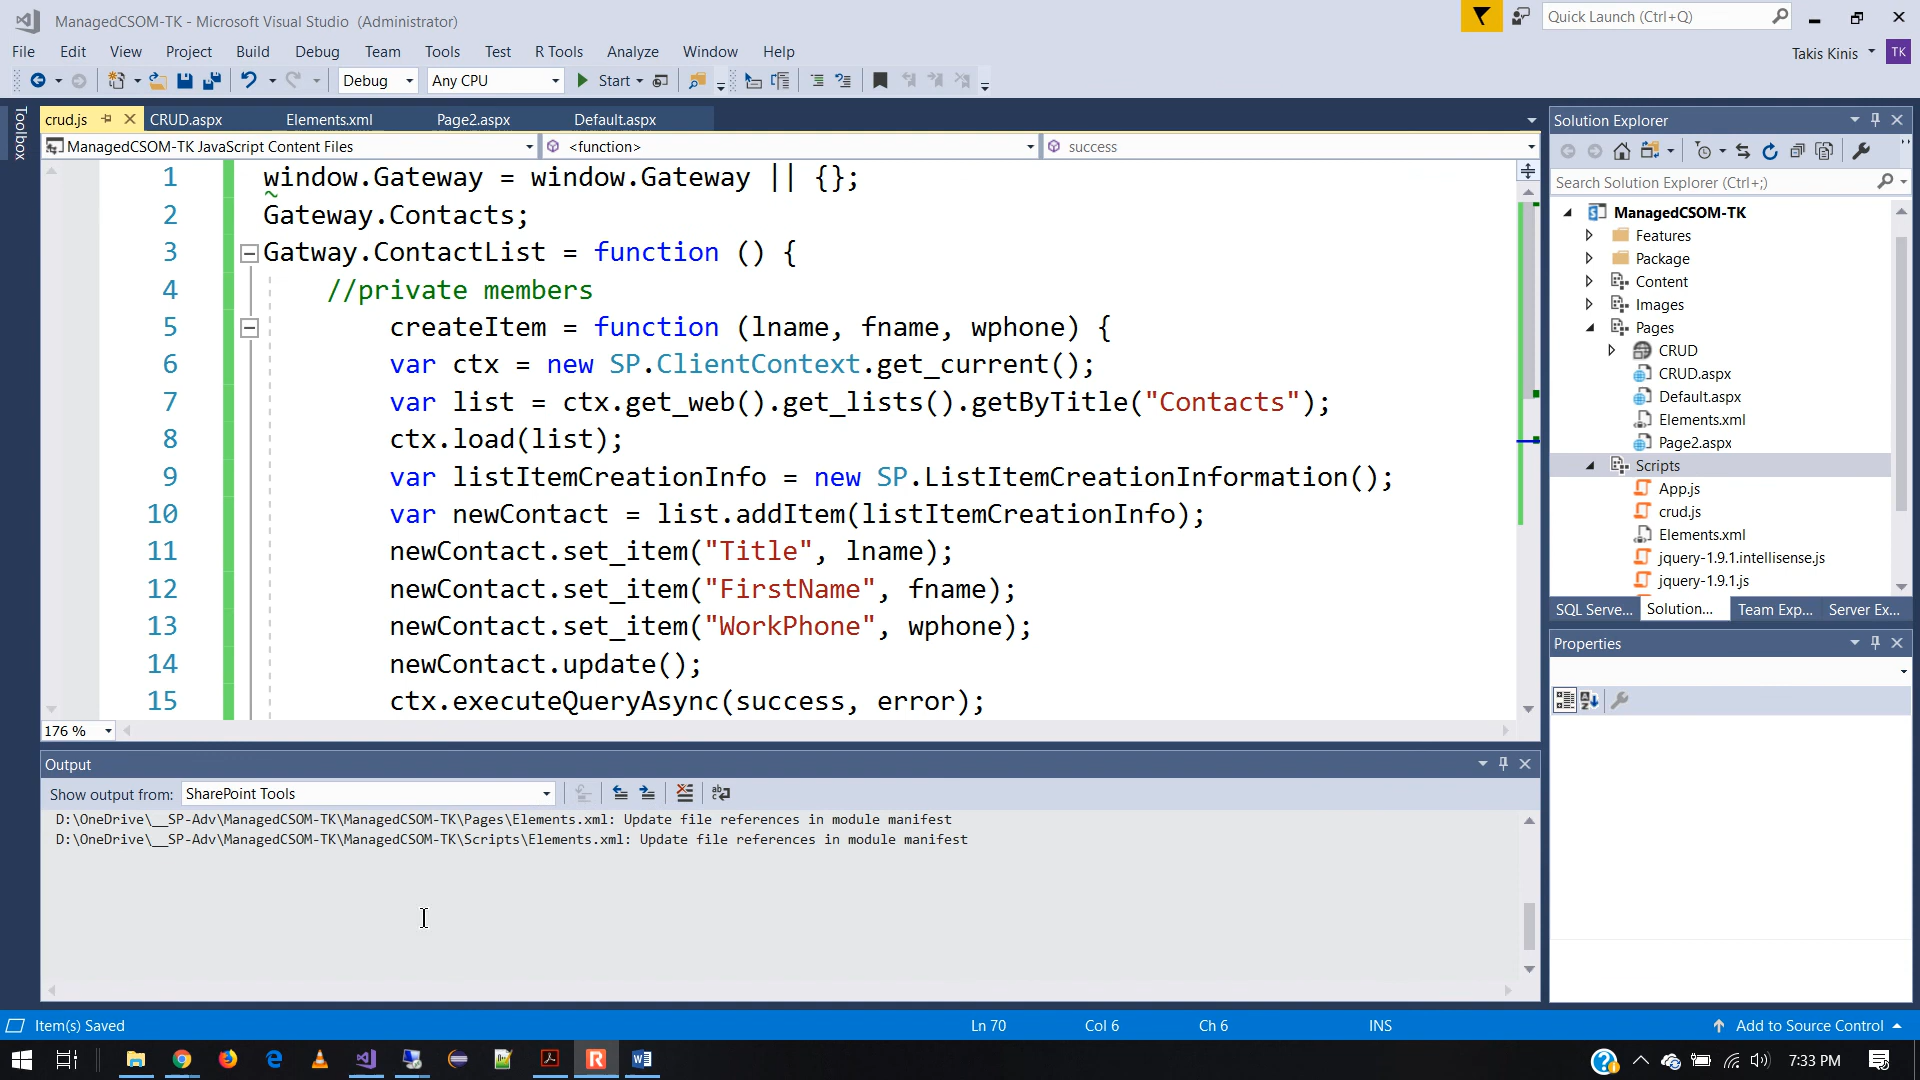 ManagedCSOM-TK - Microsoft Visual Studio (Administrator)
Quick Launch (Ctrl+Q)
File Edit View Project Build Debug Team Tools Test R Tools Analyze Window Help
Takis Kinis TK
Debug Any CPU Start
Toolbox
crud.js CRUD.aspx Elements.xml Page2.aspx Default.aspx
ManagedCSOM-TK JavaScript Content Files <function> success
1 window.Gateway = window.Gateway || {};
2 Gateway.Contacts;
3 Gatway.ContactList = function () {
4 //private members
5 createItem = function (lname, fname, wphone) {
6 var ctx = new SP.ClientContext.get_current();
7 var list = ctx.get_web().get_lists().getByTitle("Contacts");
8 ctx.load(list);
9 var listItemCreationInfo = new SP.ListItemCreationInformation();
10 var newContact = list.addItem(listItemCreationInfo);
11 newContact.set_item("Title", lname);
12 newContact.set_item("FirstName", fname);
13 newContact.set_item("WorkPhone", wphone);
14 newContact.update();
15 ctx.executeQueryAsync(success, error);
176 %
Output
Show output from: SharePoint Tools
D:\OneDrive\__SP-Adv\ManagedCSOM-TK\ManagedCSOM-TK\Pages\Elements.xml: Update file references in module manifest
D:\OneDrive\__SP-Adv\ManagedCSOM-TK\ManagedCSOM-TK\Scripts\Elements.xml: Update file references in module manifest
Solution Explorer
Search Solution Explorer (Ctrl+;)
ManagedCSOM-TK
Features
Package
Content
Images
Pages
CRUD
CRUD.aspx
Default.aspx
Elements.xml
Page2.aspx
Scripts
App.js
crud.js
Elements.xml
jquery-1.9.1.intellisense.js
jquery-1.9.1.js
SQL Serve... Solution... Team Exp... Server Ex...
Properties
Item(s) Saved Ln 70 Col 6 Ch 6 INS Add to Source Control
7:33 PM